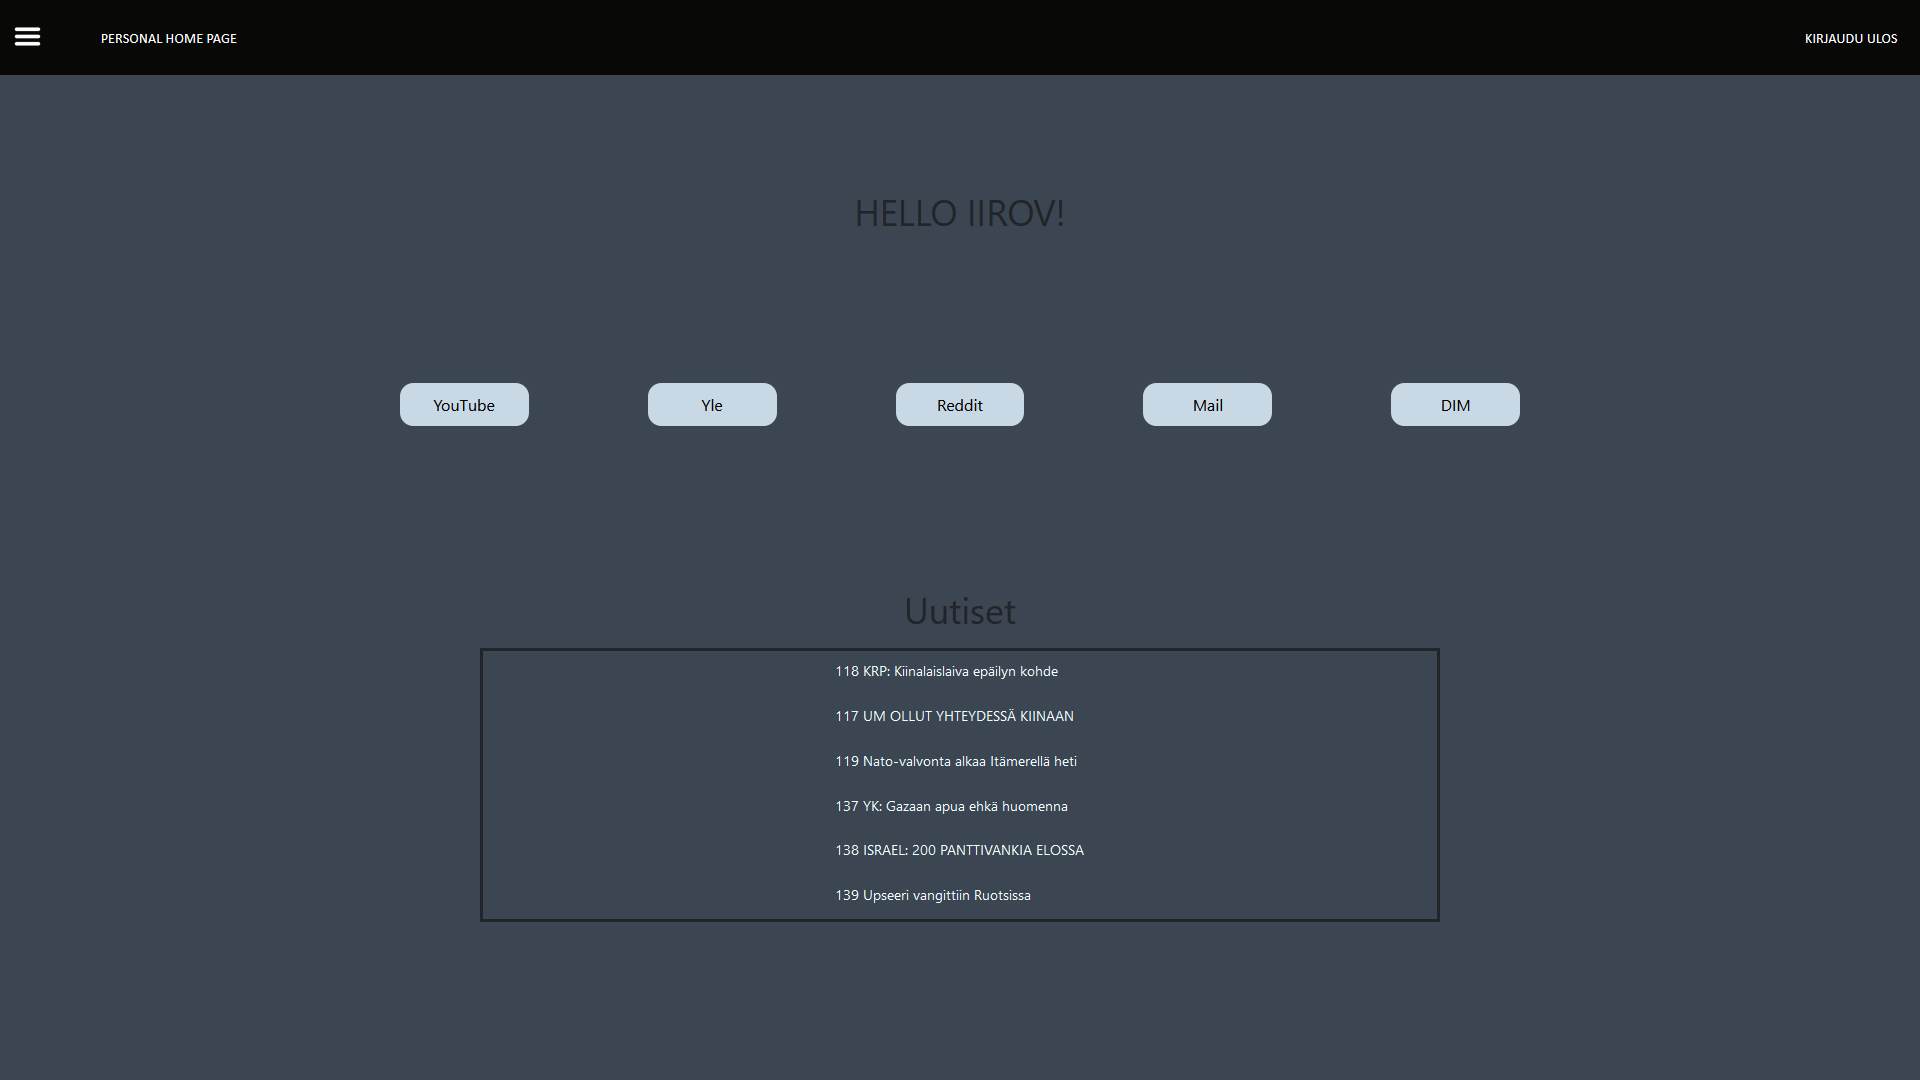 PERSONAL HOME PAGE
KIRJAUDU ULOS
HELLO IIROV!
YouTube
Yle
Reddit
Mail
DIM
Uutiset
118 KRP: Kiinalaislaiva epäilyn kohde
117 UM OLLUT YHTEYDESSÄ KIINAAN
119 Nato-valvonta alkaa Itämerellä heti
137 YK: Gazaan apua ehkä huomenna
138 ISRAEL: 200 PANTTIVANKIA ELOSSA
139 Upseeri vangittiin Ruotsissa